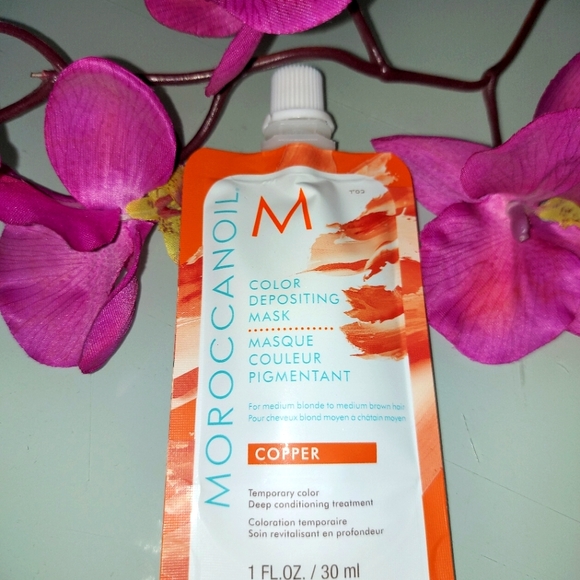 MOROCCANOIL
M
COLOR
DEPOSITING
MASK
MASQUE
COULEUR
PIGMENTANT
For medium blonde to medium brown hair
Pour cheveux blond moyen à châtain moyen
COPPER
Temporary color
Deep conditioning treatment
Coloration temporaire
Soin revitalisant en profondeur
1 FL.OZ. / 30 ml